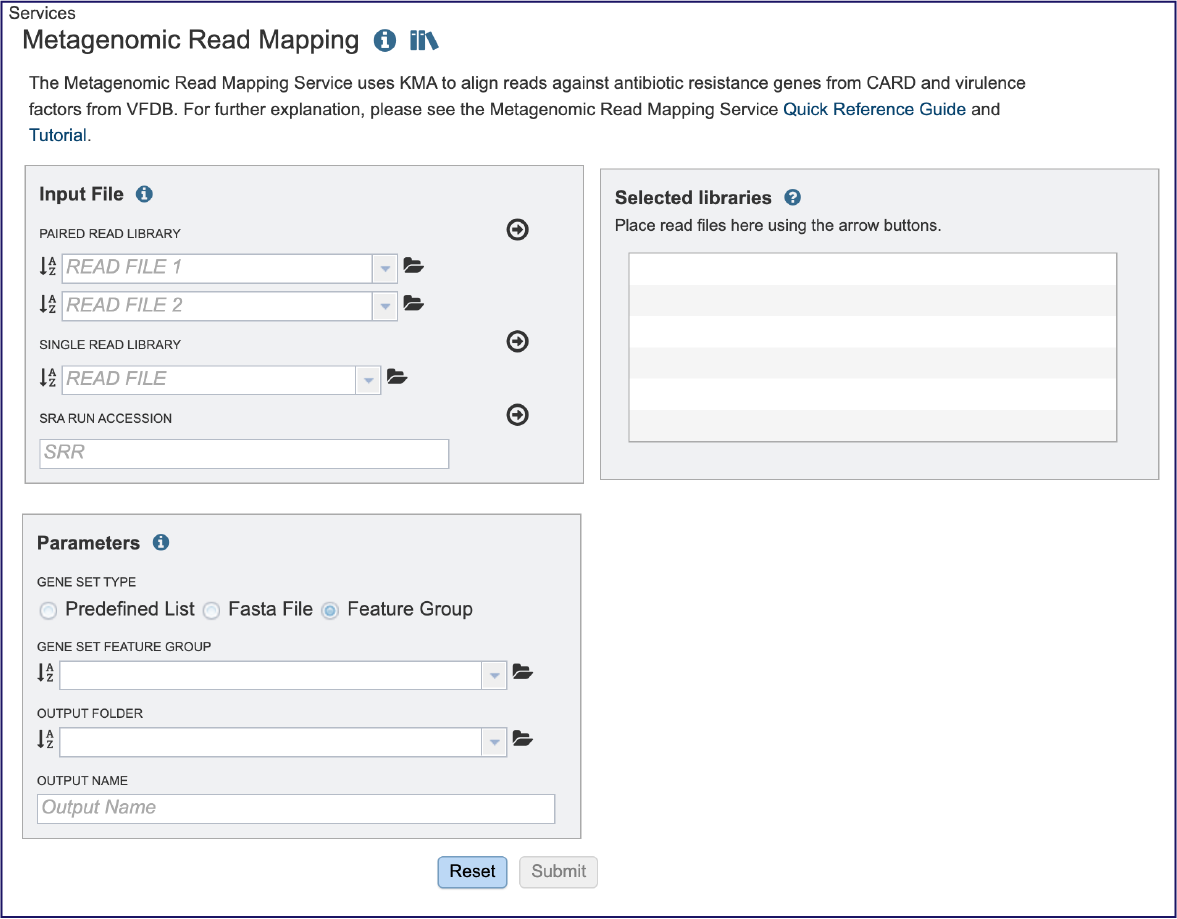 Services
Metagenomic Read Mapping
The Metagenomic Read Mapping Service uses KMA to align reads against antibiotic resistance genes from CARD and virulence
factors from VFDB. For further explanation, please see the Metagenomic Read Mapping Service Quick Reference Guide and
Tutorial.
Input File
PAIRED READ LIBRARY
READ FILE 1
READ FILE 2
SINGLE READ LIBRARY
READ FILE
SRA RUN ACCESSION
SRR
Selected libraries
Place read files here using the arrow buttons.
Parameters
GENE SET TYPE
Predefined List Fasta File Feature Group
GENE SET FEATURE GROUP
OUTPUT FOLDER
OUTPUT NAME
Output Name
Reset Submit